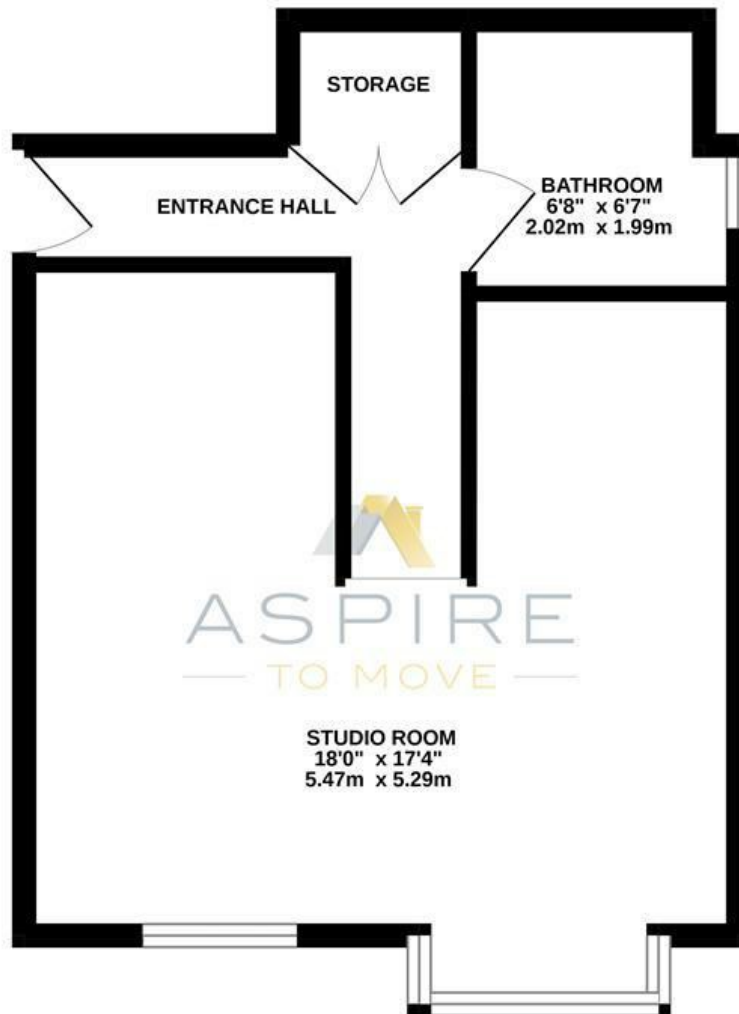 STORAGE
ENTRANCE HALL
BATHROOM
6'8" x 6'7"
2.02m x 1.99m
ASPIRE
TO MOVE
STUDIO ROOM
18'0" x 17'4"
5.47m x 5.29m